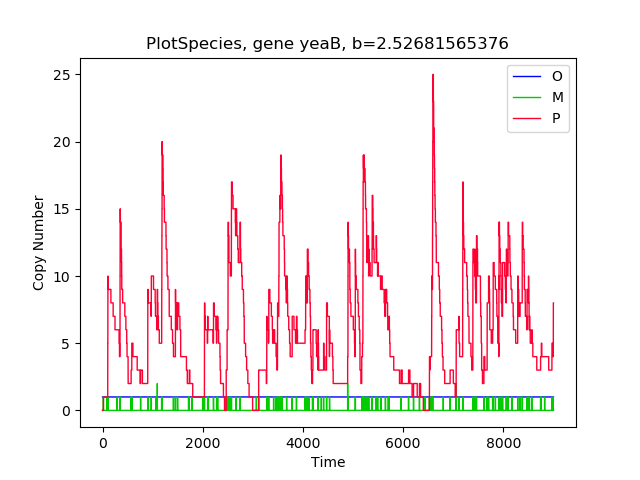 PlotSpecies, gene yeaB, b=2.52681565376
O
M
P
25
20
15
10
5
0
Copy Number
0 2000 4000 6000 8000
Time